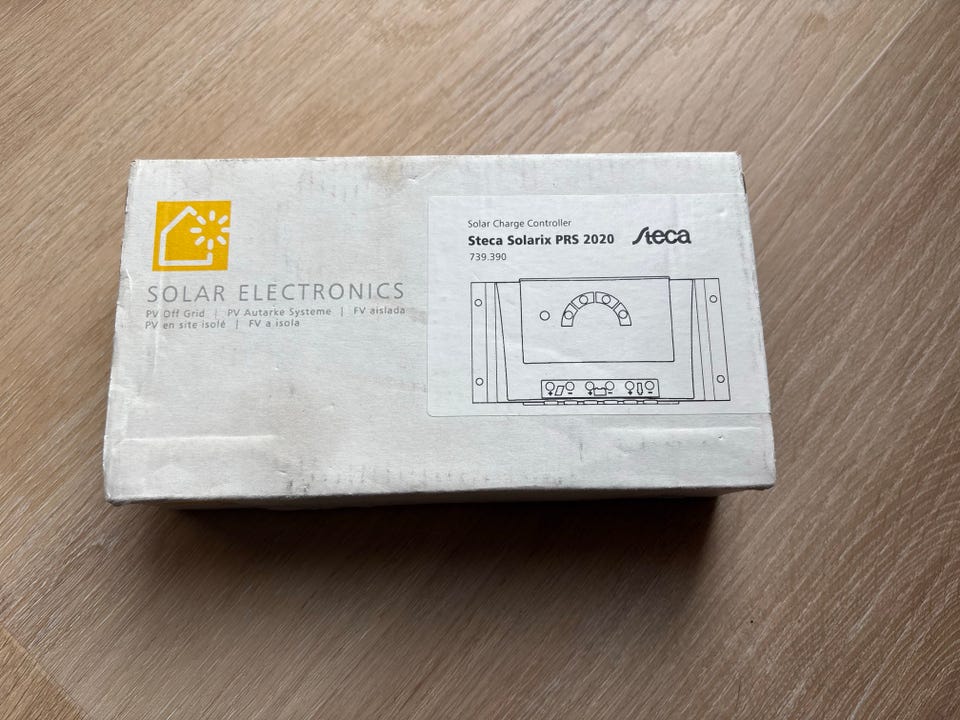 SOLAR ELECTRONICS
PV Off Grid | PV Autarke Systeme | FV aislada
PV en site isolé | FV a isola
Solar Charge Controller
Steca Solarix PRS 2020 Steca
739.390
+ - + - + -